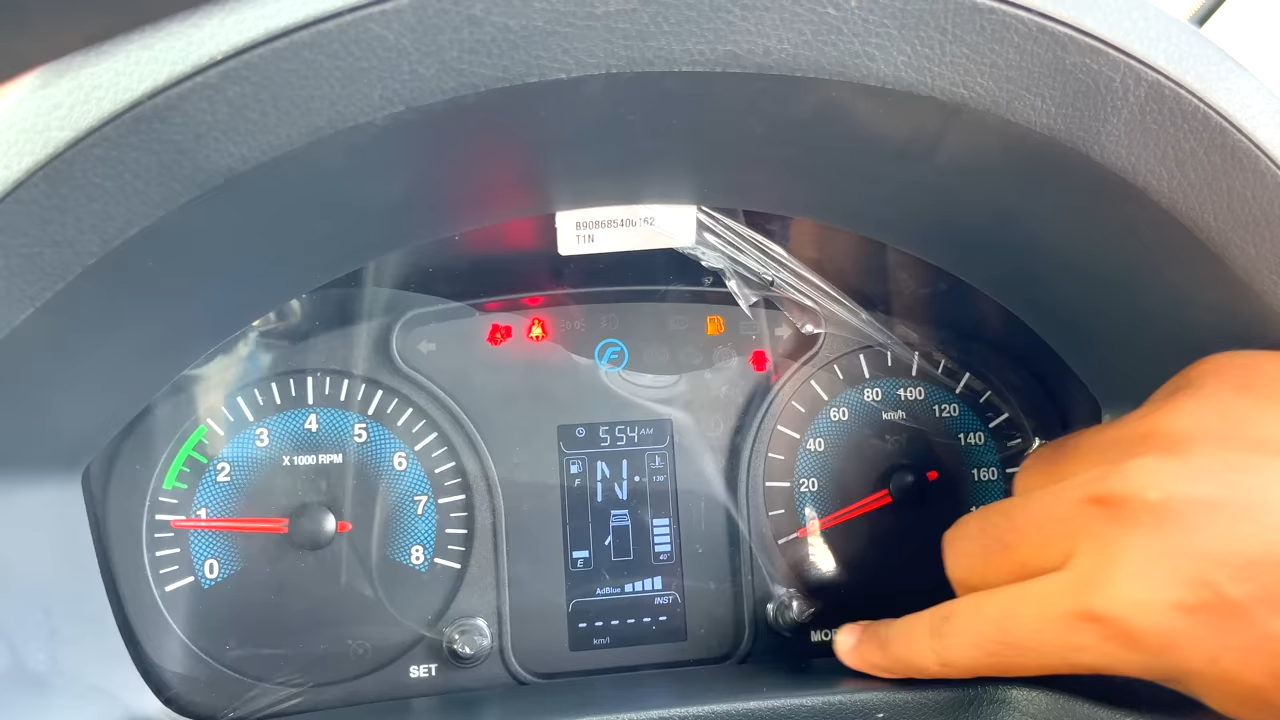 B908685400162
T1N
0 1 2 3 4 5 6 7 8
X 1000 RPM
20 40 60 80 100 120 140 160
km/h
5:54 AM
F
N
130°
E
40°
AdBlue
INST
------
km/l
SET